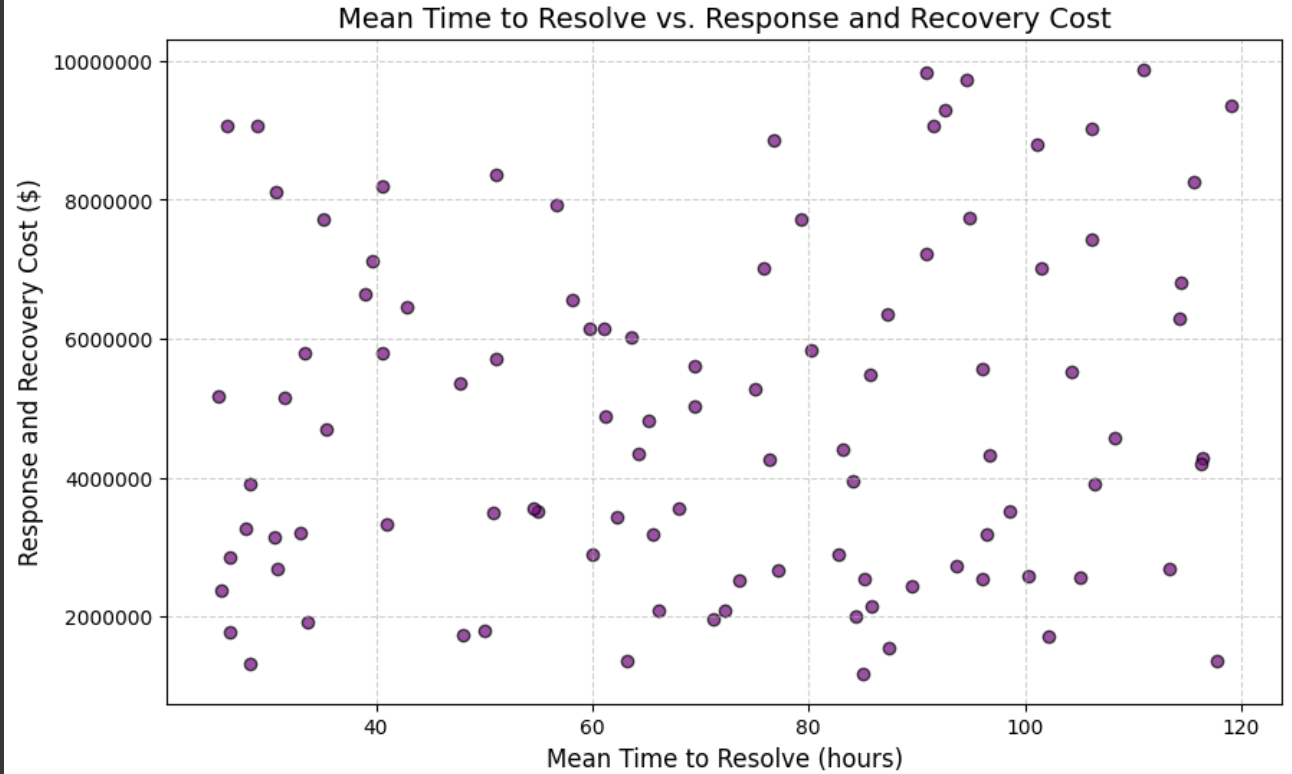 Mean Time to Resolve vs. Response and Recovery Cost
Response and Recovery Cost ($)
10000000
8000000
6000000
4000000
2000000
40 60 80 100 120
Mean Time to Resolve (hours)